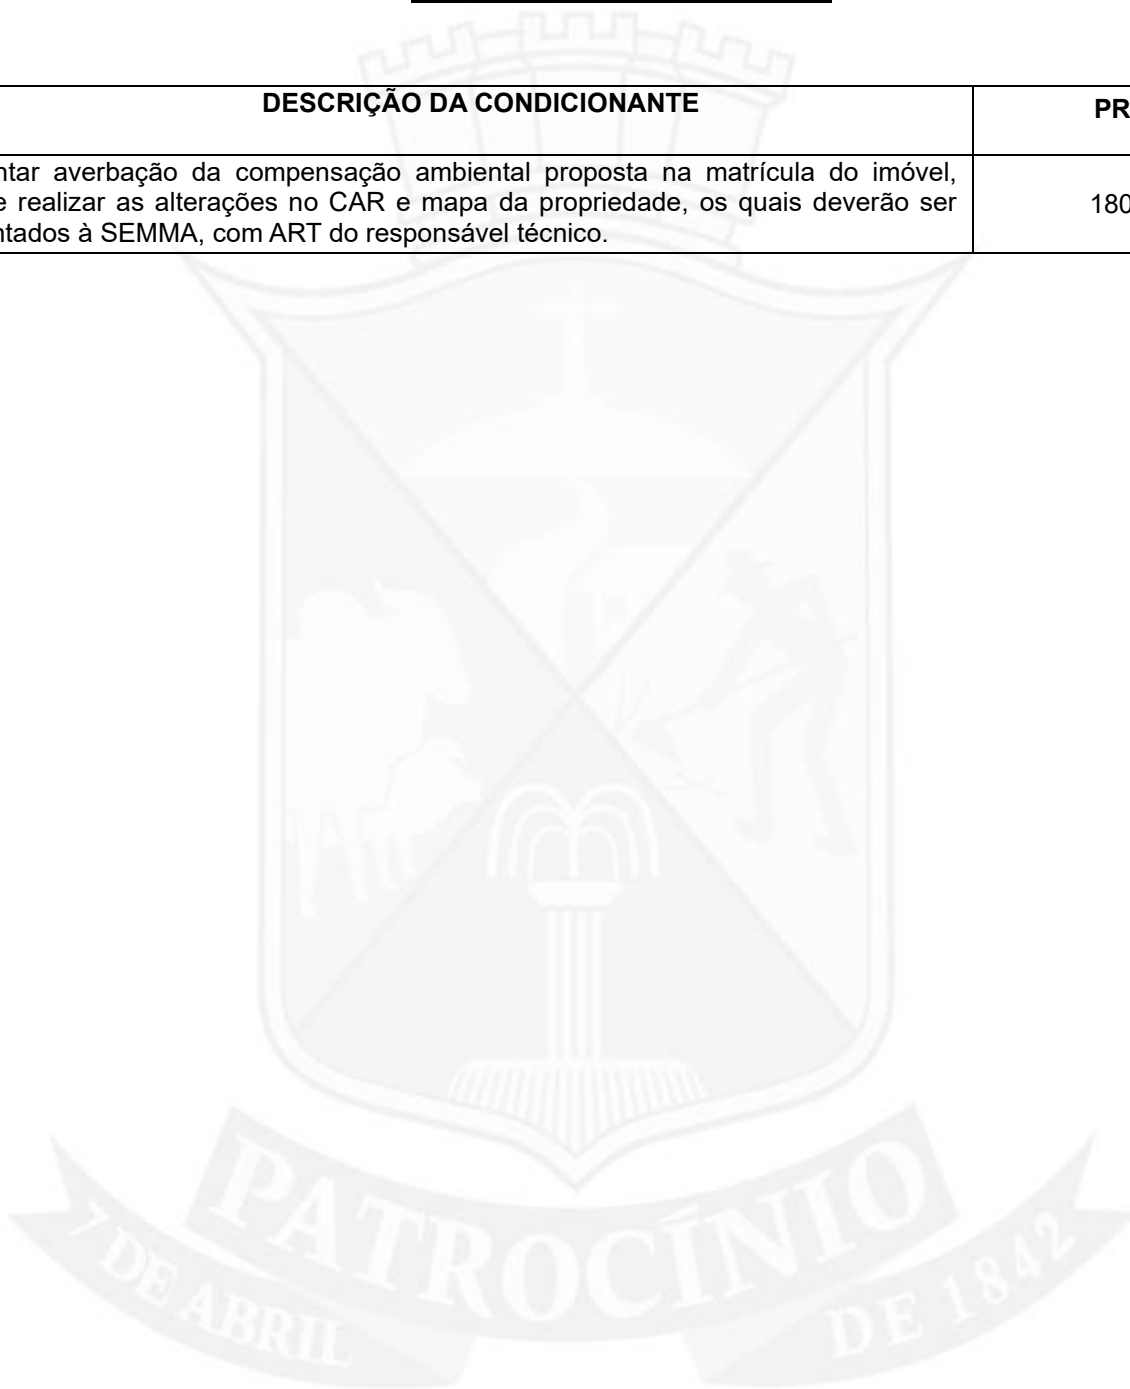 DESCRIÇÃO DA CONDICIONANTE
PR
ntar averbação da compensação ambiental proposta na matrícula do imóvel,
e realizar as alterações no CAR e mapa da propriedade, os quais deverão ser
180
ntados à SEMMA, com ART do responsável técnico.
PATROCÍNIO
7 DE ABRIL
DE 1842